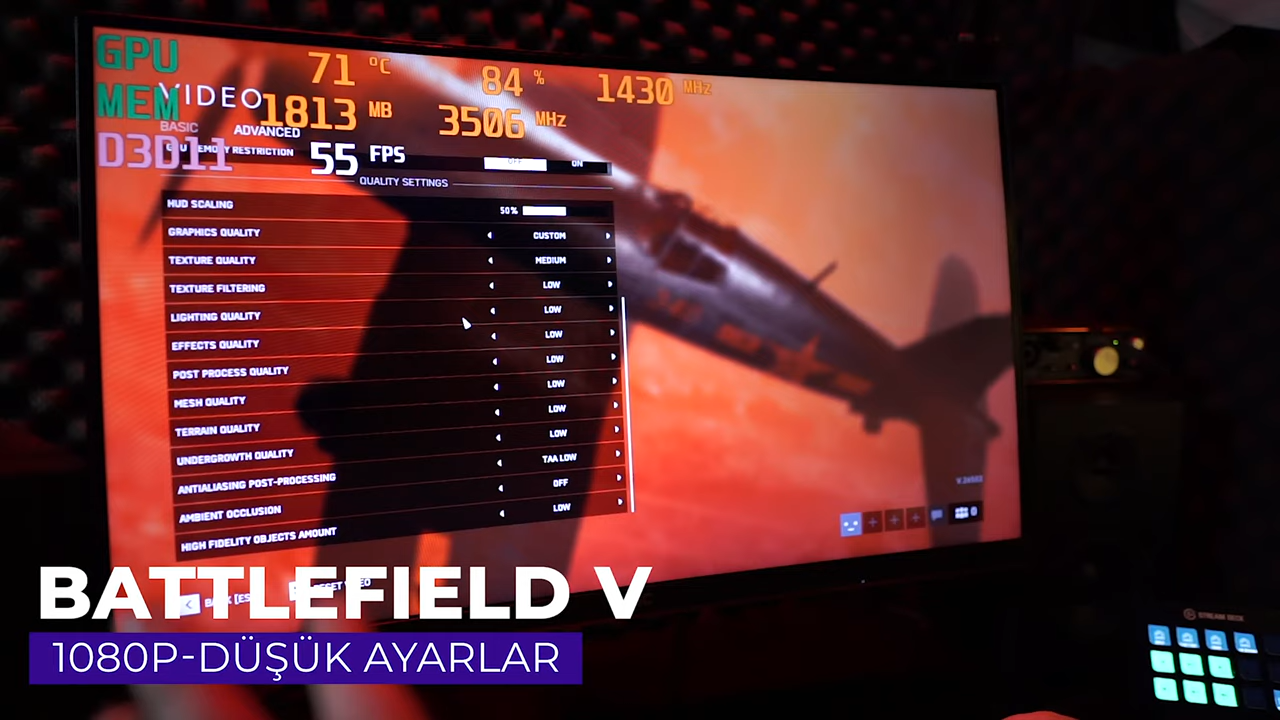 GPU 71 °C 84 % 1430 MHz
MEM 1813 MB 3506 MHz
D3D11 55 FPS
VIDEO
BASIC ADVANCED
GPU MEMORY RESTRICTION OFF ON
QUALITY SETTINGS
HUD SCALING 50%
GRAPHICS QUALITY CUSTOM
TEXTURE QUALITY MEDIUM
TEXTURE FILTERING LOW
LIGHTING QUALITY LOW
EFFECTS QUALITY LOW
POST PROCESS QUALITY LOW
MESH QUALITY LOW
TERRAIN QUALITY LOW
UNDERGROWTH QUALITY LOW
ANTIALIASING POST-PROCESSING TAA LOW
AMBIENT OCCLUSION OFF
HIGH FIDELITY OBJECTS AMOUNT LOW
BATTLEFIELD V
1080P-DÜŞÜK AYARLAR
STREAM DECK